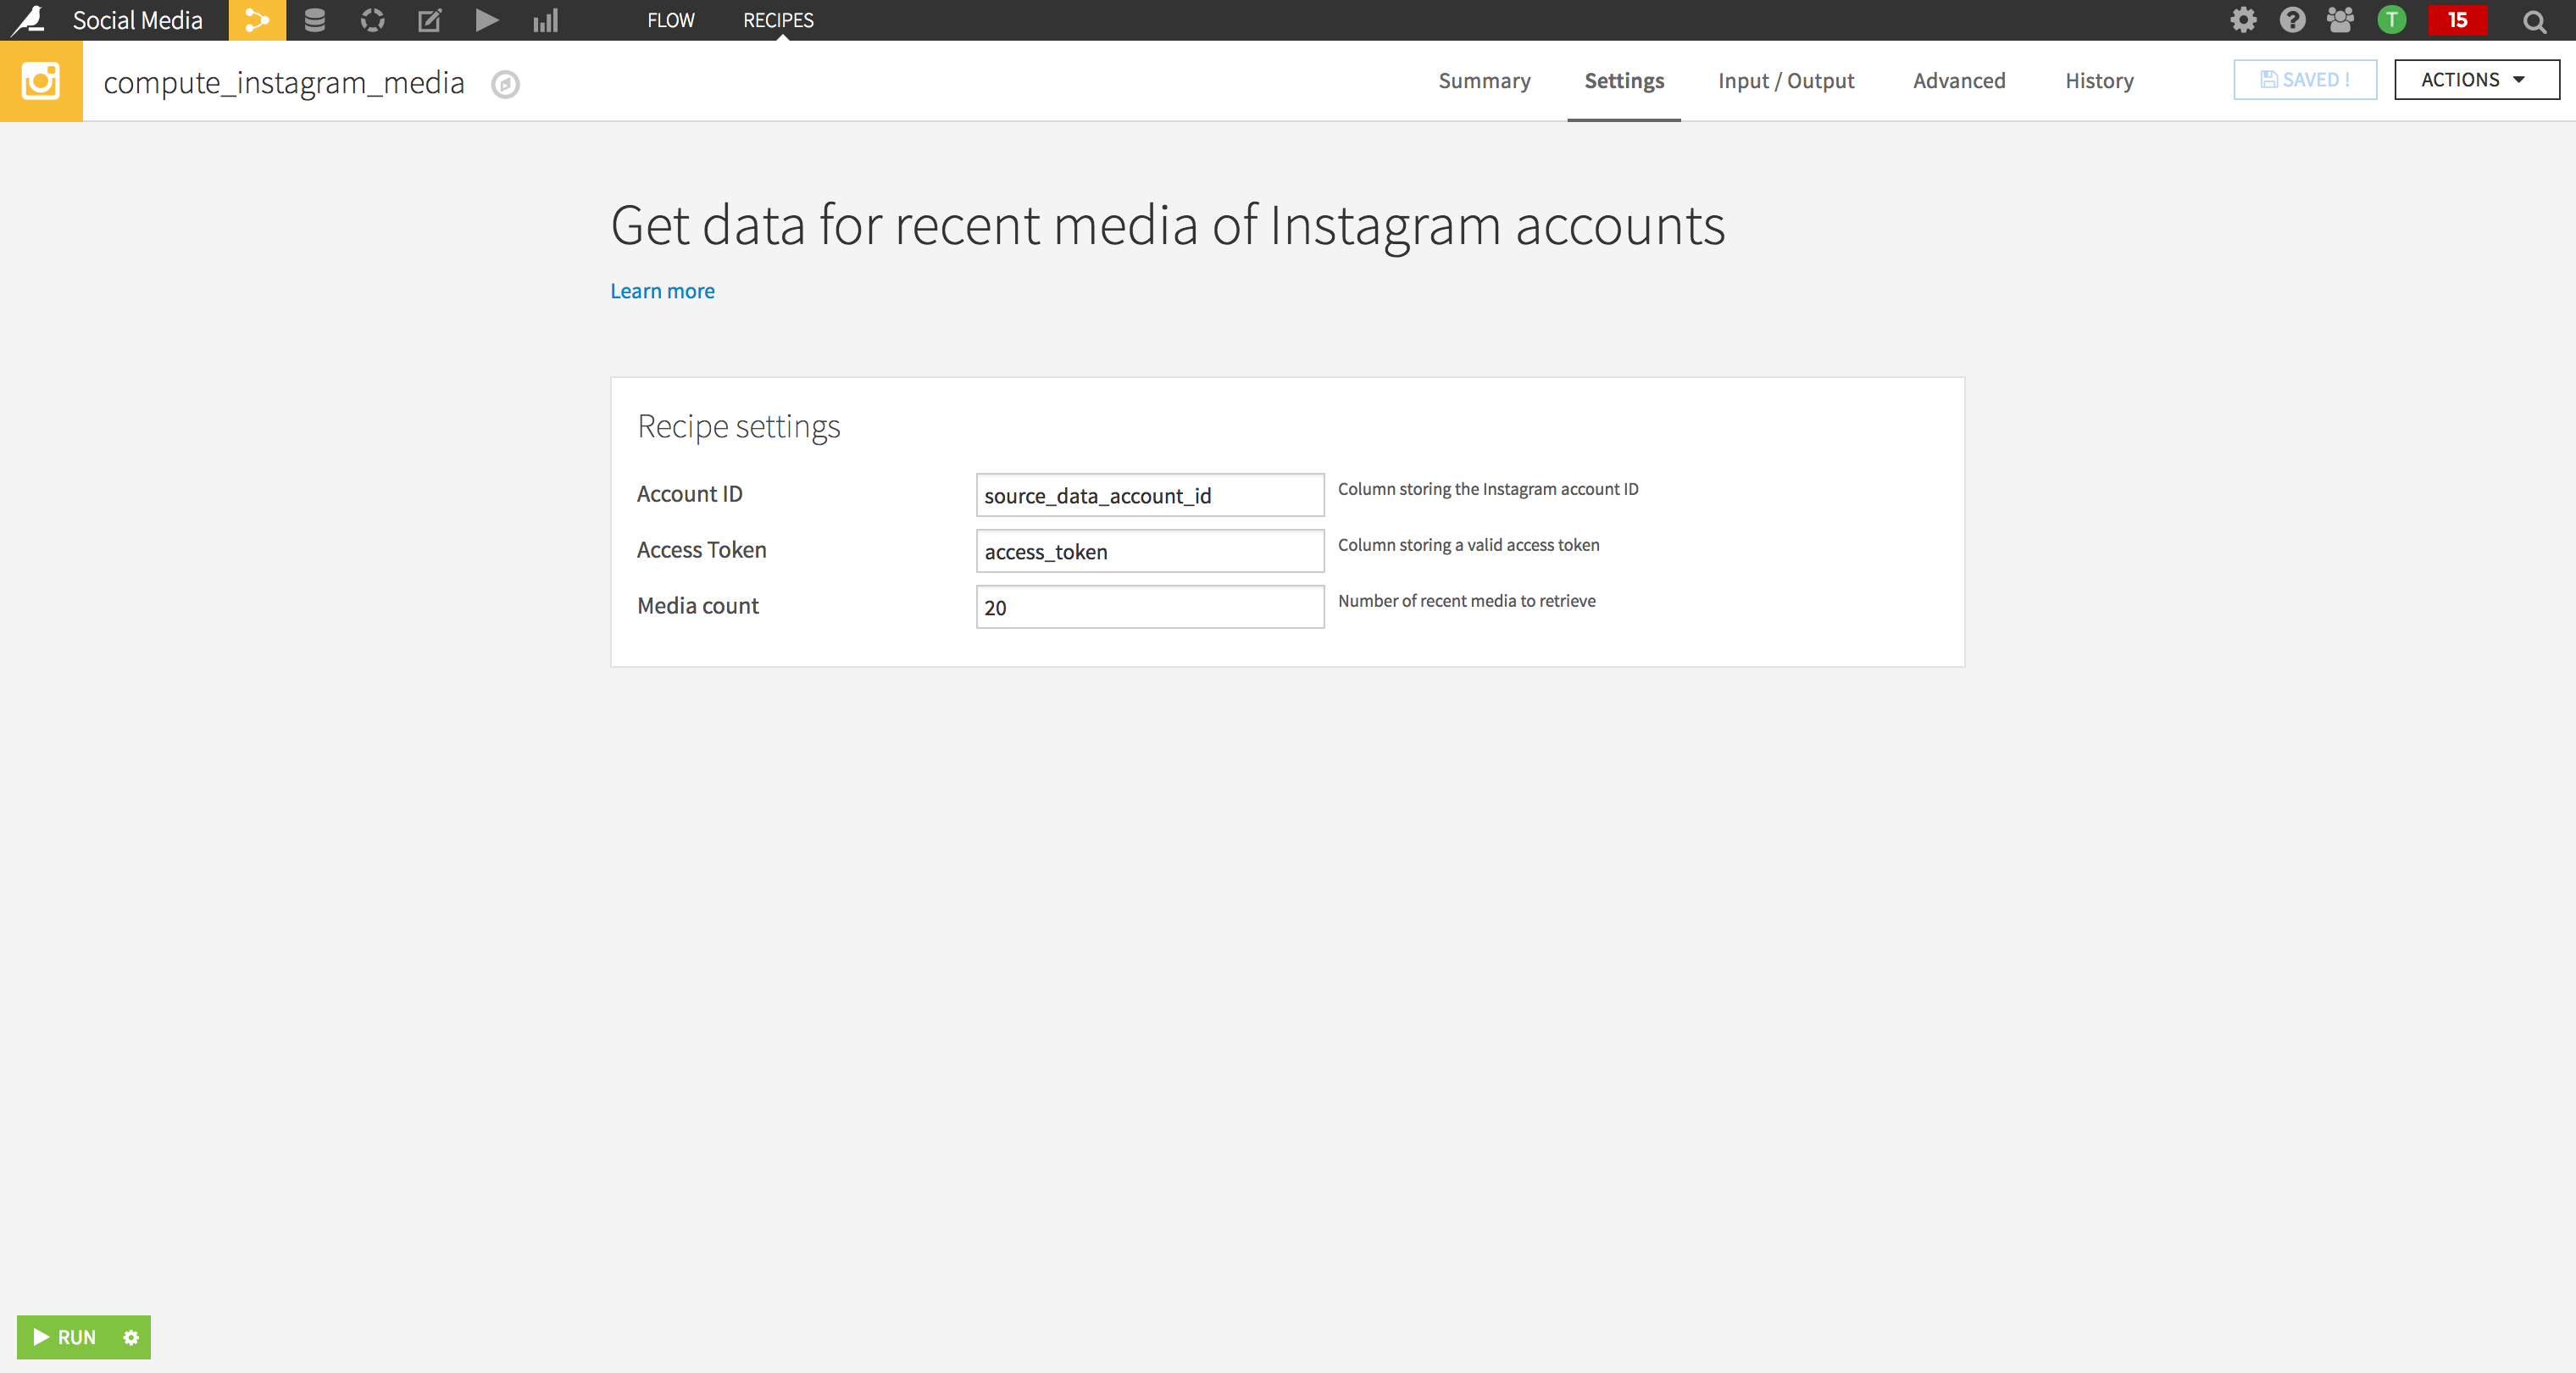 Social Media FLOW RECIPES T 15
compute_instagram_media Summary Settings Input / Output Advanced History SAVED ! ACTIONS
Get data for recent media of Instagram accounts
Learn more
Recipe settings
Account ID source_data_account_id Column storing the Instagram account ID
Access Token access_token Column storing a valid access token
Media count 20 Number of recent media to retrieve
RUN